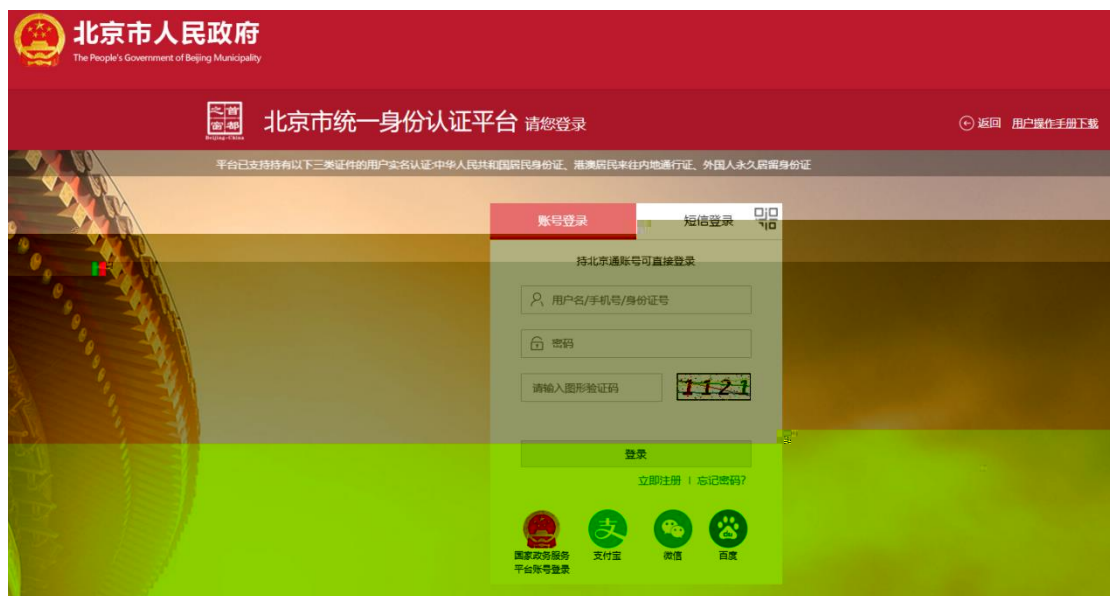 北京市人民政府
The People's Government of Beijing Municipality
首都之窗
Beijing-China
北京市统一身份认证平台 请您登录
返回 用户操作手册下载
平台已支持持有以下三类证件的用户实名认证:中华人民共和国居民身份证、港澳居民来往内地通行证、外国人永久居留身份证
账号登录 短信登录
持北京通账号可直接登录
用户名/手机号/身份证号
密码
请输入图形验证码 1121
登录
立即注册 | 忘记密码?
国家政务服务
平台账号登录
支付宝
微信
百度